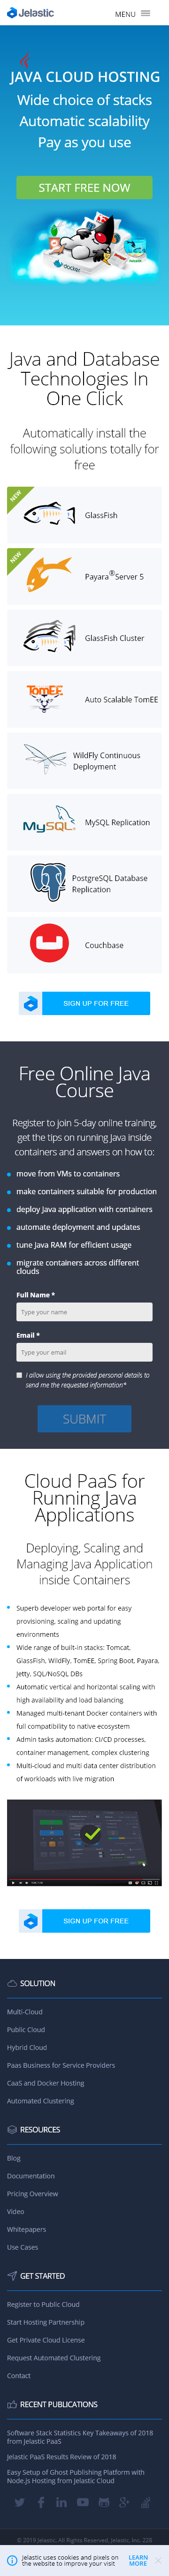 Jelastic
MENU
JAVA CLOUD HOSTING
Wide choice of stacks
Automatic scalability
Pay as you use
START FREE NOW
docker
Java and Database
Technologies In
One Click
Automatically install the
following solutions totally for
free
NEW
GlassFish
NEW
Payara® Server 5
GlassFish Cluster
TomEE
Auto Scalable TomEE
WildFly Continuous
Deployment
MySQL
MySQL Replication
PostgreSQL Database
Replication
Couchbase
SIGN UP FOR FREE
Free Online Java
Course
Register to join 5-day online training,
get the tips on running Java inside
containers and answers on how to:
move from VMs to containers
make containers suitable for production
deploy Java application with containers
automate deployment and updates
tune Java RAM for efficient usage
migrate containers across different
clouds
Full Name *
Type your name
Email *
Type your email
I allow using the provided personal details to
send me the requested information*
SUBMIT
Cloud PaaS for
Running Java
Applications
Deploying, Scaling and
Managing Java Application
inside Containers
Superb developer web portal for easy
provisioning, scaling and updating
environments
Wide range of built-in stacks: Tomcat,
GlassFish, WildFly, TomEE, Spring Boot, Payara,
Jetty, SQL/NoSQL DBs
Automatic vertical and horizontal scaling with
high availability and load balancing
Managed multi-tenant Docker containers with
full compatibility to native ecosystem
Admin tasks automation: CI/CD processes,
container management, complex clustering
Multi-cloud and multi data center distribution
of workloads with live migration
SIGN UP FOR FREE
SOLUTION
Multi-Cloud
Public Cloud
Hybrid Cloud
Paas Business for Service Providers
CaaS and Docker Hosting
Automated Clustering
RESOURCES
Blog
Documentation
Pricing Overview
Video
Whitepapers
Use Cases
GET STARTED
Register to Public Cloud
Start Hosting Partnership
Get Private Cloud License
Request Automated Clustering
Contact
RECENT PUBLICATIONS
Software Stack Statistics Key Takeaways of 2018
from Jelastic PaaS
Jelastic PaaS Results Review of 2018
Easy Setup of Ghost Publishing Platform with
Node.js Hosting from Jelastic Cloud
© 2019 Jelastic. All Rights Reserved. Jelastic, Inc. 228
Jelastic uses cookies and pixels on
the website to improve your visit
LEARN
MORE